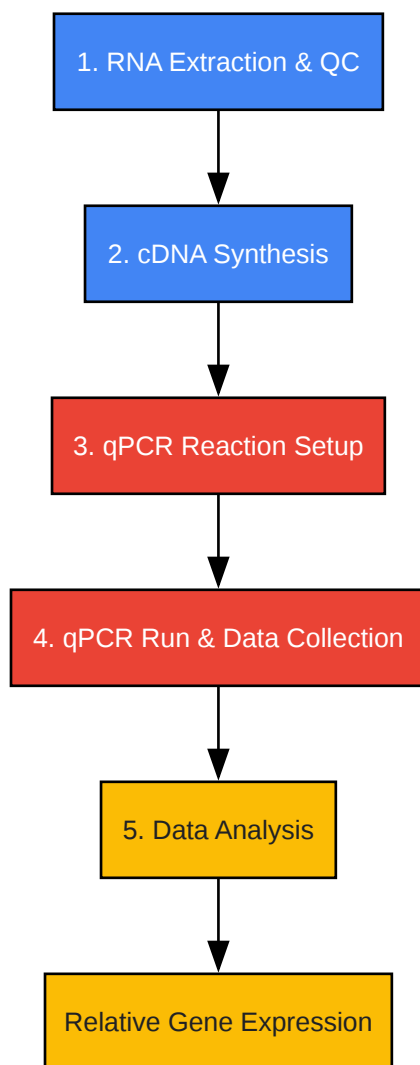 1. RNA Extraction & QC
2. cDNA Synthesis
3. qPCR Reaction Setup
4. qPCR Run & Data Collection
5. Data Analysis
Relative Gene Expression